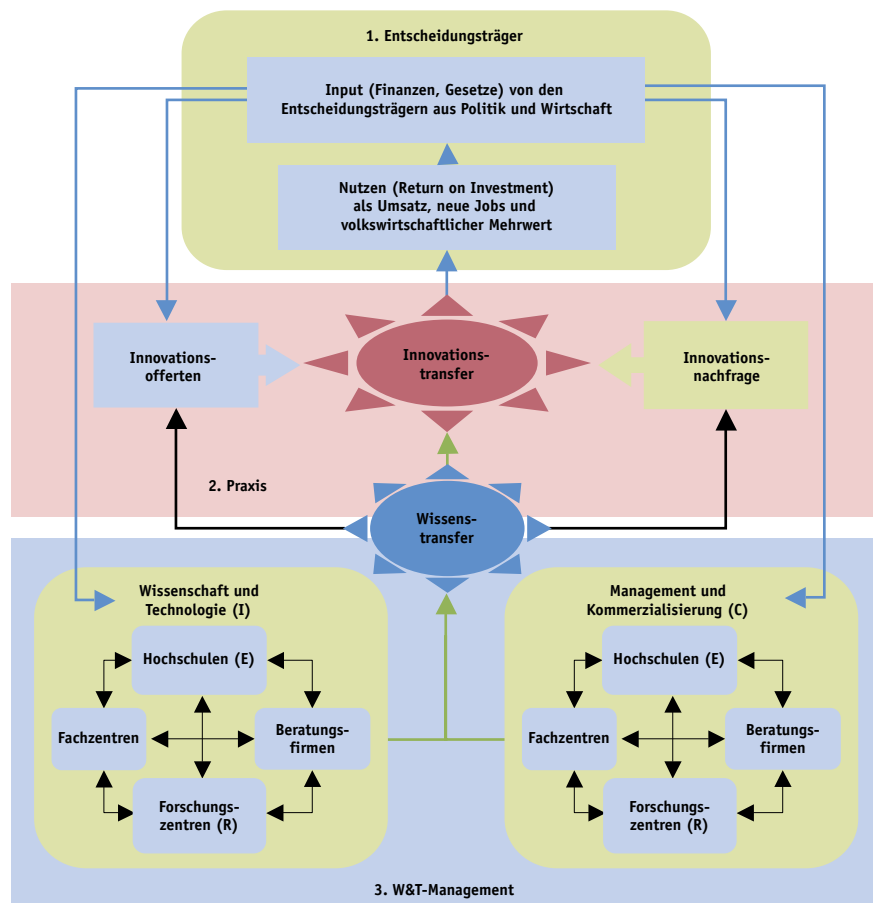 1. Entscheidungsträger
Input (Finanzen, Gesetze) von den
Entscheidungsträgern aus Politik und Wirtschaft
Nutzen (Return on Investment)
als Umsatz, neue Jobs und
volkswirtschaftlicher Mehrwert
Innovations-
offerten
Innovations-
transfer
Innovations-
nachfrage
2. Praxis
Wissens-
transfer
Wissenschaft und
Technologie (I)
Hochschulen (E)
Fachzentren
Beratungs-
firmen
Forschungs-
zentren (R)
Management und
Kommerzialisierung (C)
Hochschulen (E)
Fachzentren
Beratungs-
firmen
Forschungs-
zentren (R)
3. W&T-Management